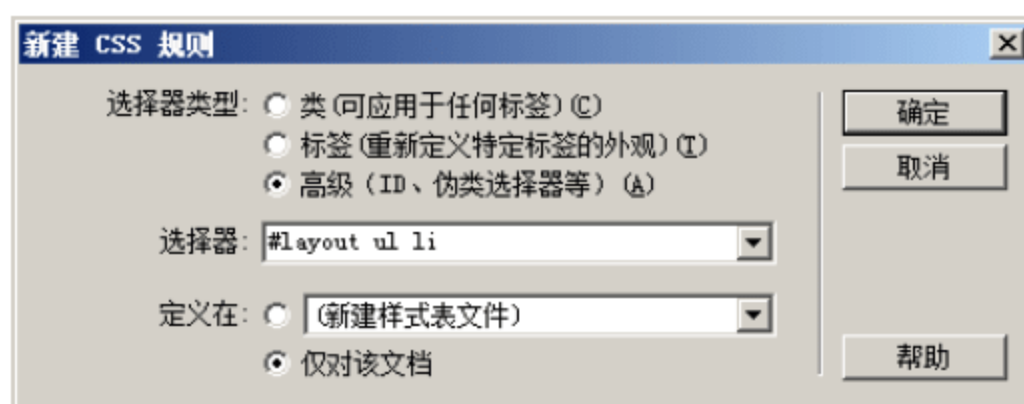 新建 CSS 规则
选择器类型: 类(可应用于任何标签)(C)
确定
标签(重新定义特定标签的外观)(T)
取消
高级（ID、伪类选择器等）(A)
选择器: #layout ul li
定义在: (新建样式表文件)
仅对该文档
帮助